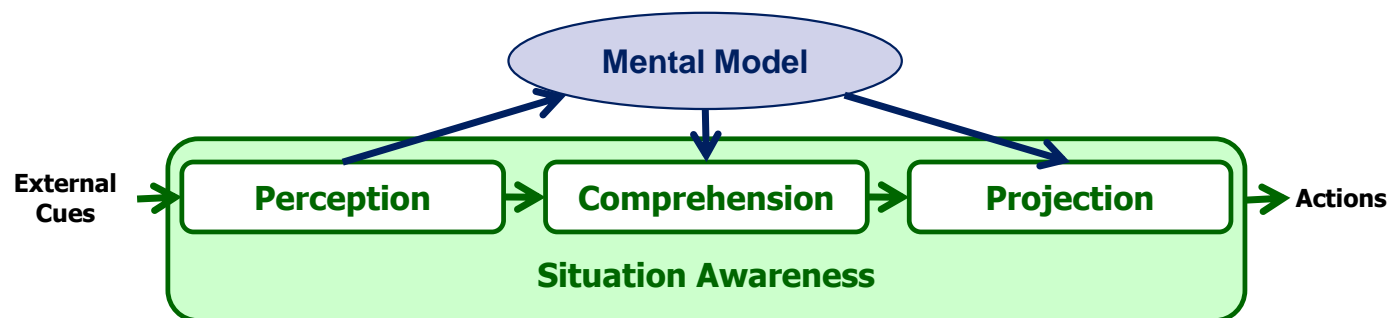 Mental Model
External
Cues
Perception
Comprehension
Projection
Actions
Situation Awareness